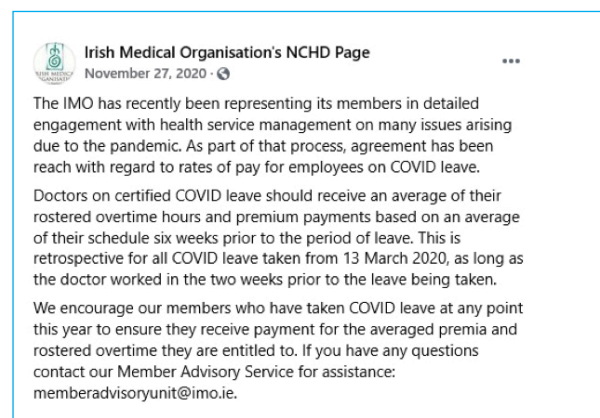 Irish Medical Organisation's NCHD Page
November 27, 2020 ·
The IMO has recently been representing its members in detailed
engagement with health service management on many issues arising
due to the pandemic. As part of that process, agreement has been
reach with regard to rates of pay for employees on COVID leave.
Doctors on certified COVID leave should receive an average of their
rostered overtime hours and premium payments based on an average
of their schedule six weeks prior to the period of leave. This is
retrospective for all COVID leave taken from 13 March 2020, as long as
the doctor worked in the two weeks prior to the leave being taken.
We encourage our members who have taken COVID leave at any point
this year to ensure they receive payment for the averaged premia and
rostered overtime they are entitled to. If you have any questions
contact our Member Advisory Service for assistance:
memberadvisoryunit@imo.ie.